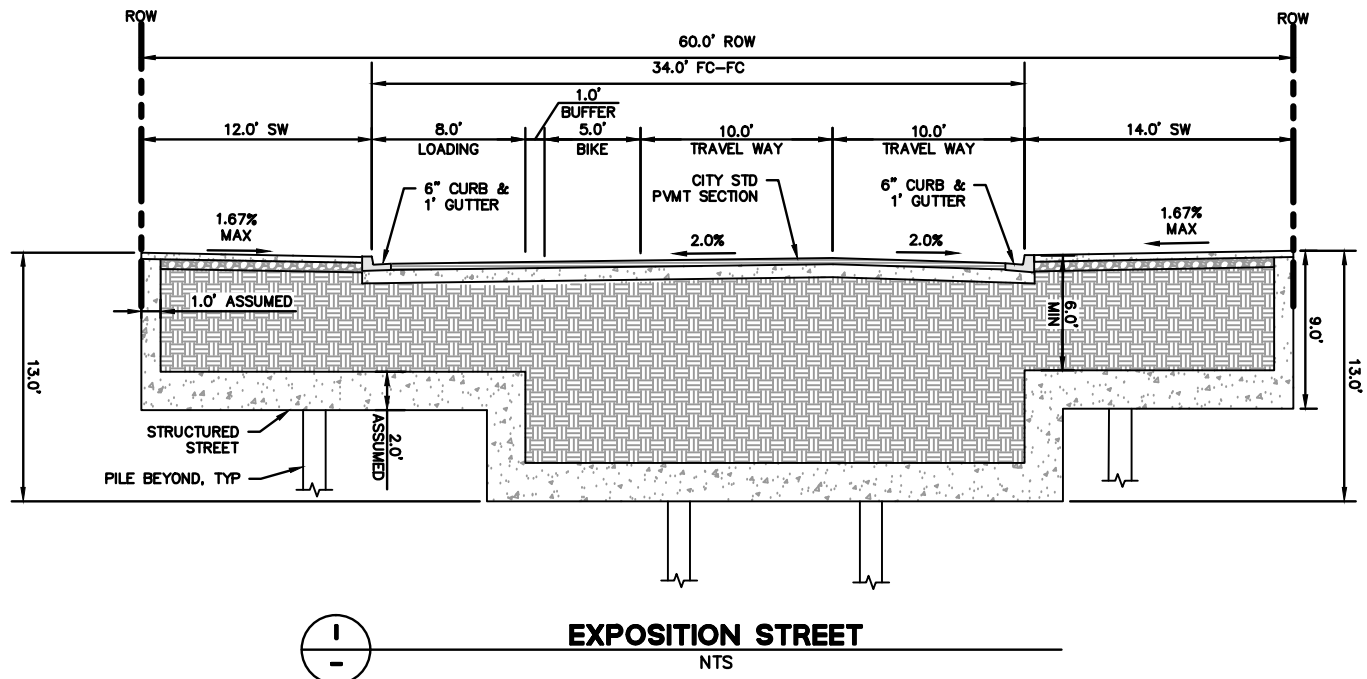 ROW
ROW
60.0' ROW
34.0' FC-FC
1.0'
BUFFER
12.0' SW
8.0'
LOADING
5.0'
BIKE
10.0'
TRAVEL WAY
10.0'
TRAVEL WAY
14.0' SW
6" CURB &
1' GUTTER
CITY STD
PVMT SECTION
6" CURB &
1' GUTTER
1.67%
MAX
2.0%
2.0%
1.67%
MAX
1.0' ASSUMED
6.0'
MIN
9.0'
13.0'
13.0'
STRUCTURED
STREET
2.0'
ASSUMED
PILE BEYOND, TYP
1
-
EXPOSITION STREET
NTS